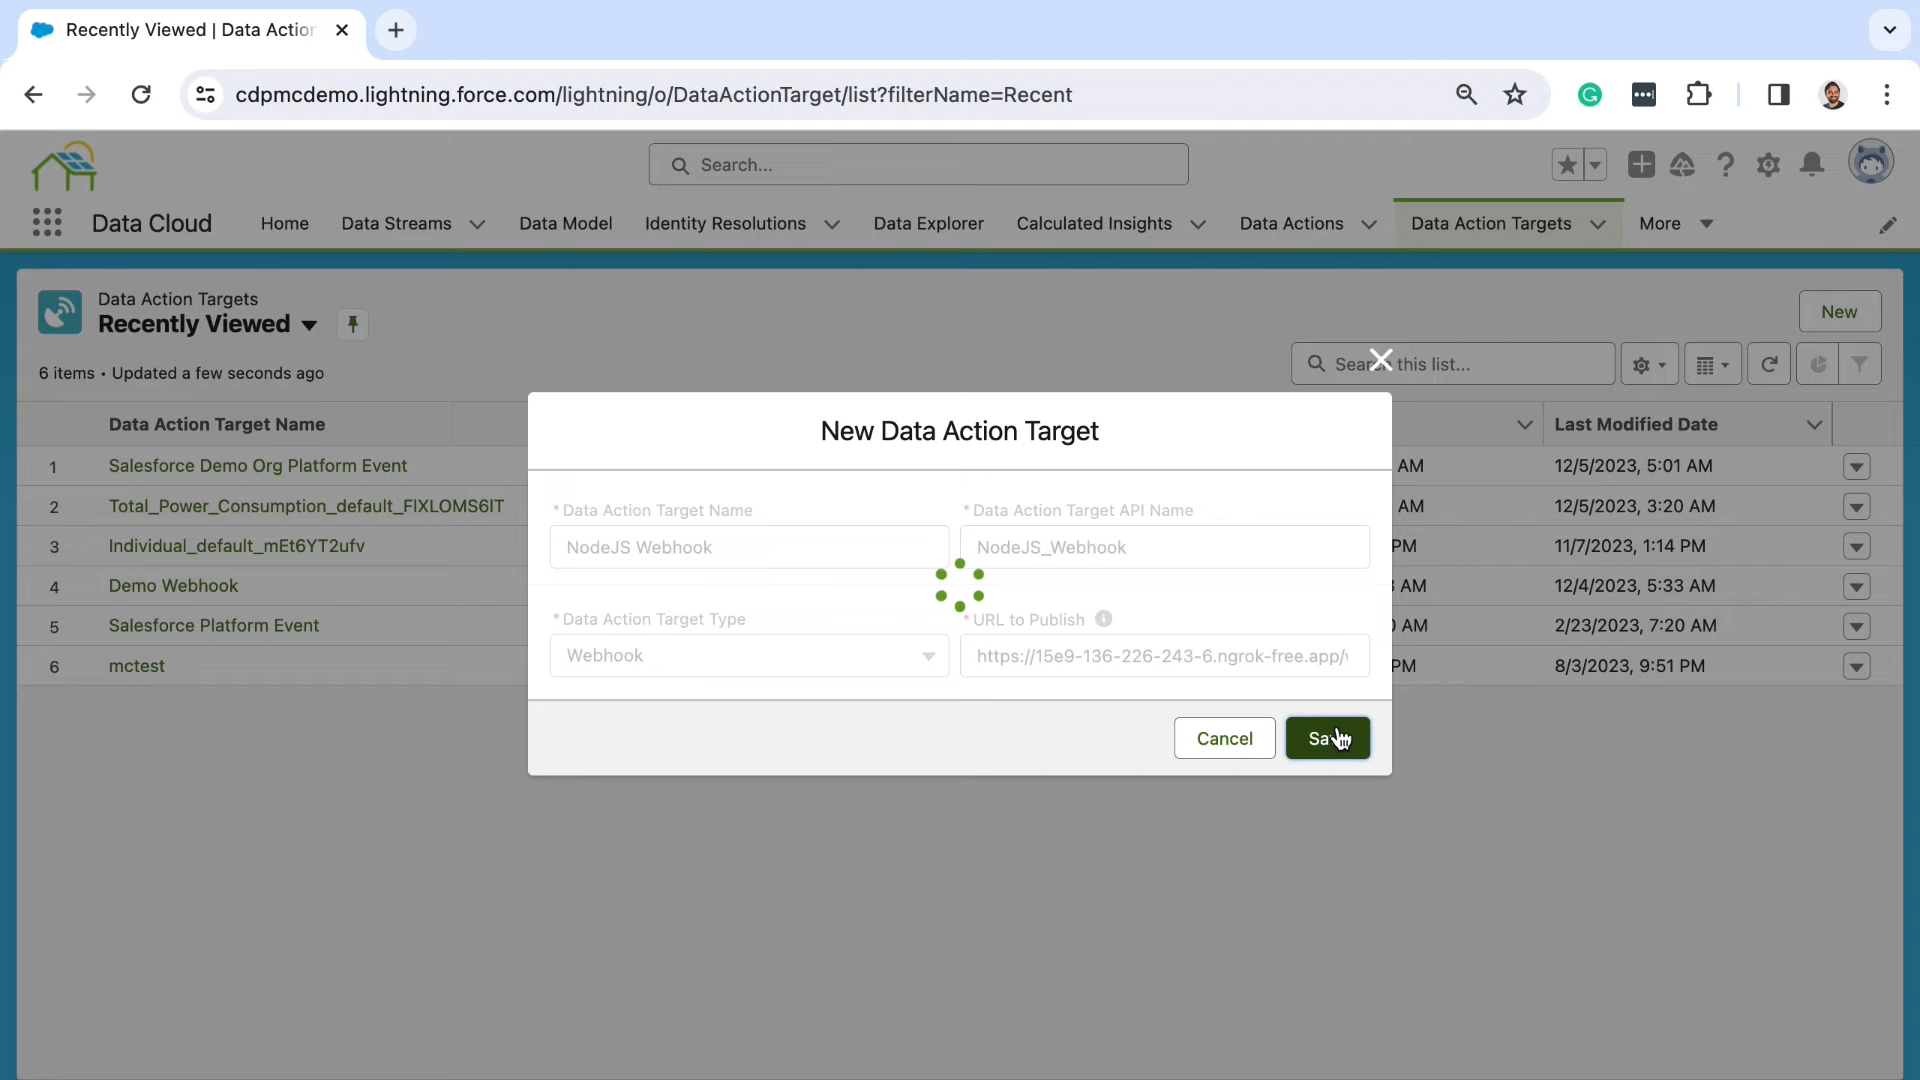 Recently Viewed | Data Action
cdpmcdemo.lightning.force.com/lightning/o/DataActionTarget/list?filterName=Recent
Search...
Data Cloud
Home
Data Streams
Data Model
Identity Resolutions
Data Explorer
Calculated Insights
Data Actions
Data Action Targets
More
Data Action Targets
Recently Viewed
New
6 items • Updated a few seconds ago
Search this list...
Data Action Target Name
Last Modified Date
1 Salesforce Demo Org Platform Event AM 12/5/2023, 5:01 AM
2 Total_Power_Consumption_default_FIXLOMS6IT AM 12/5/2023, 3:20 AM
3 Individual_default_mEt6YT2ufv PM 11/7/2023, 1:14 PM
4 Demo Webhook AM 12/4/2023, 5:33 AM
5 Salesforce Platform Event AM 2/23/2023, 7:20 AM
6 mctest PM 8/3/2023, 9:51 PM
New Data Action Target
* Data Action Target Name
* Data Action Target API Name
NodeJS Webhook
NodeJS_Webhook
* Data Action Target Type
* URL to Publish
Webhook
https://15e9-136-226-243-6.ngrok-free.app/
Cancel